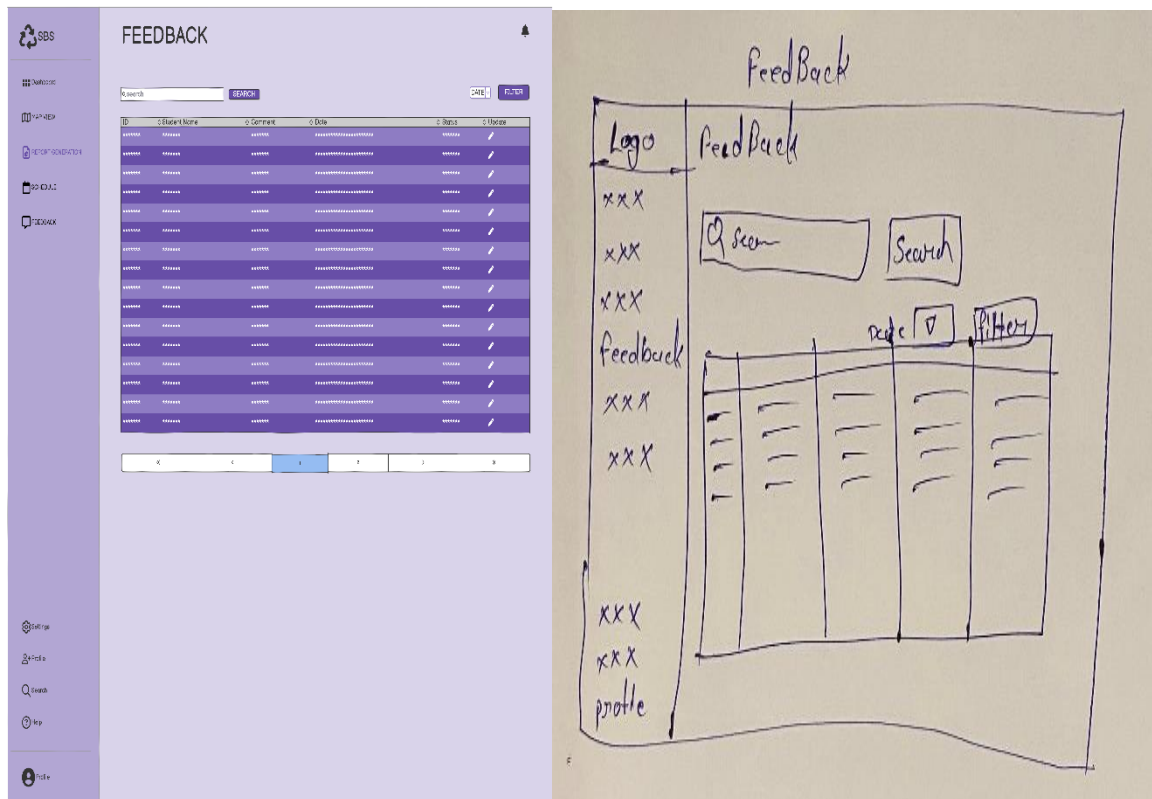 SBS
FEEDBACK
Dashboard
MAP VIEW
REPORT GENERATION
SCHEDULE
FEEDBACK
search
SEARCH
DATE
FILTER
ID Student Name Comment Date Status Update
Settings
Profile
Search
Help
Profile
FeedBack
Logo
FeedBack
xxx
xxx
xxx
feedback
xxx
xxx
Search
Date
filter
xxx
xxx
profile